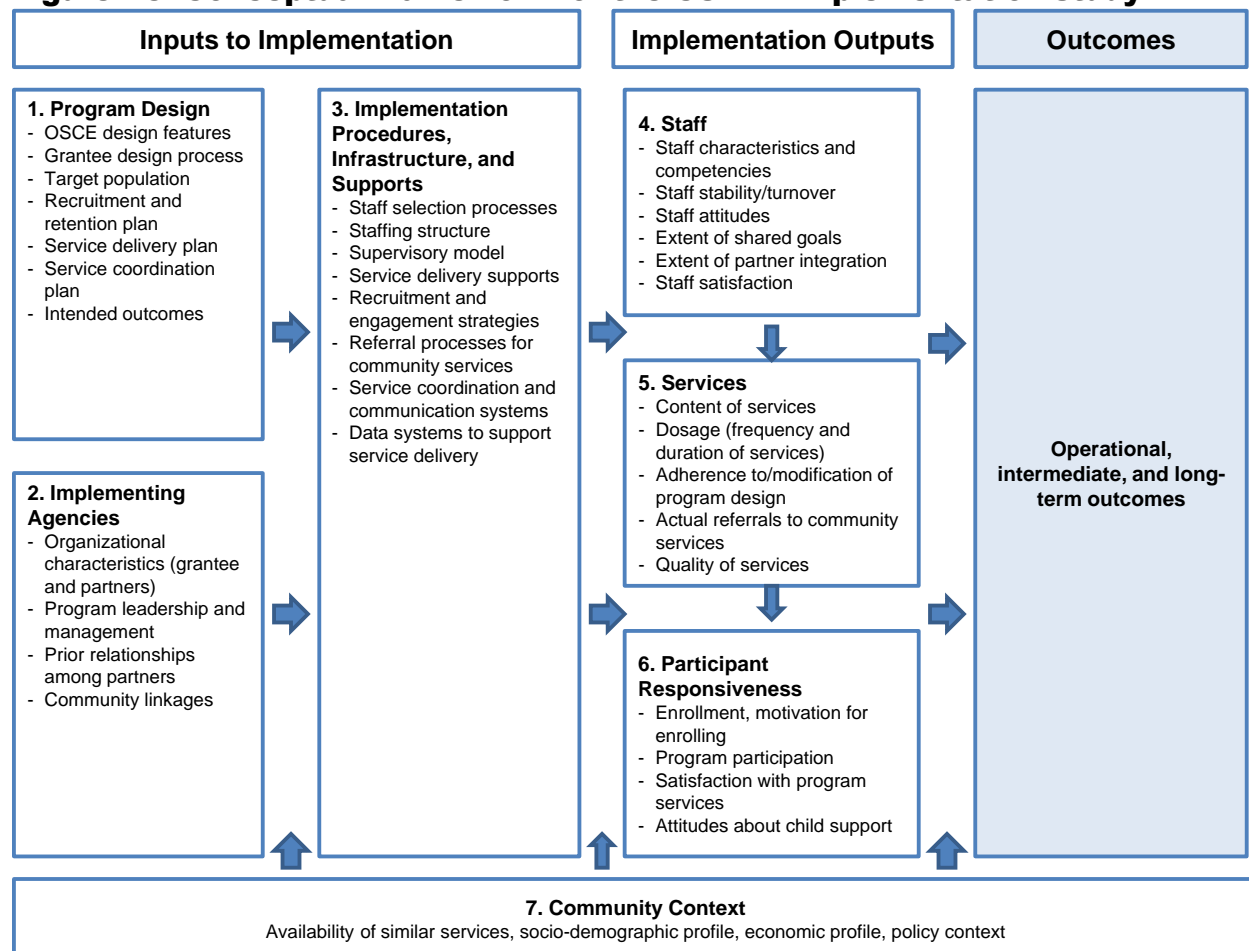 Inputs to Implementation
Implementation Outputs
Outcomes
1. Program Design
- OSCE design features
- Grantee design process
- Target population
- Recruitment and
retention plan
- Service delivery plan
- Service coordination
plan
- Intended outcomes
2. Implementing
Agencies
- Organizational
characteristics (grantee
and partners)
- Program leadership and
management
- Prior relationships
among partners
- Community linkages
3. Implementation
Procedures,
Infrastructure, and
Supports
- Staff selection processes
- Staffing structure
- Supervisory model
- Service delivery supports
- Recruitment and
engagement strategies
- Referral processes for
community services
- Service coordination and
communication systems
- Data systems to support
service delivery
4. Staff
- Staff characteristics and
competencies
- Staff stability/turnover
- Staff attitudes
- Extent of shared goals
- Extent of partner integration
- Staff satisfaction
5. Services
- Content of services
- Dosage (frequency and
duration of services)
- Adherence to/modification of
program design
- Actual referrals to community
services
- Quality of services
6. Participant
Responsiveness
- Enrollment, motivation for
enrolling
- Program participation
- Satisfaction with program
services
- Attitudes about child support
Operational,
intermediate, and long-
term outcomes
7. Community Context
Availability of similar services, socio-demographic profile, economic profile, policy context